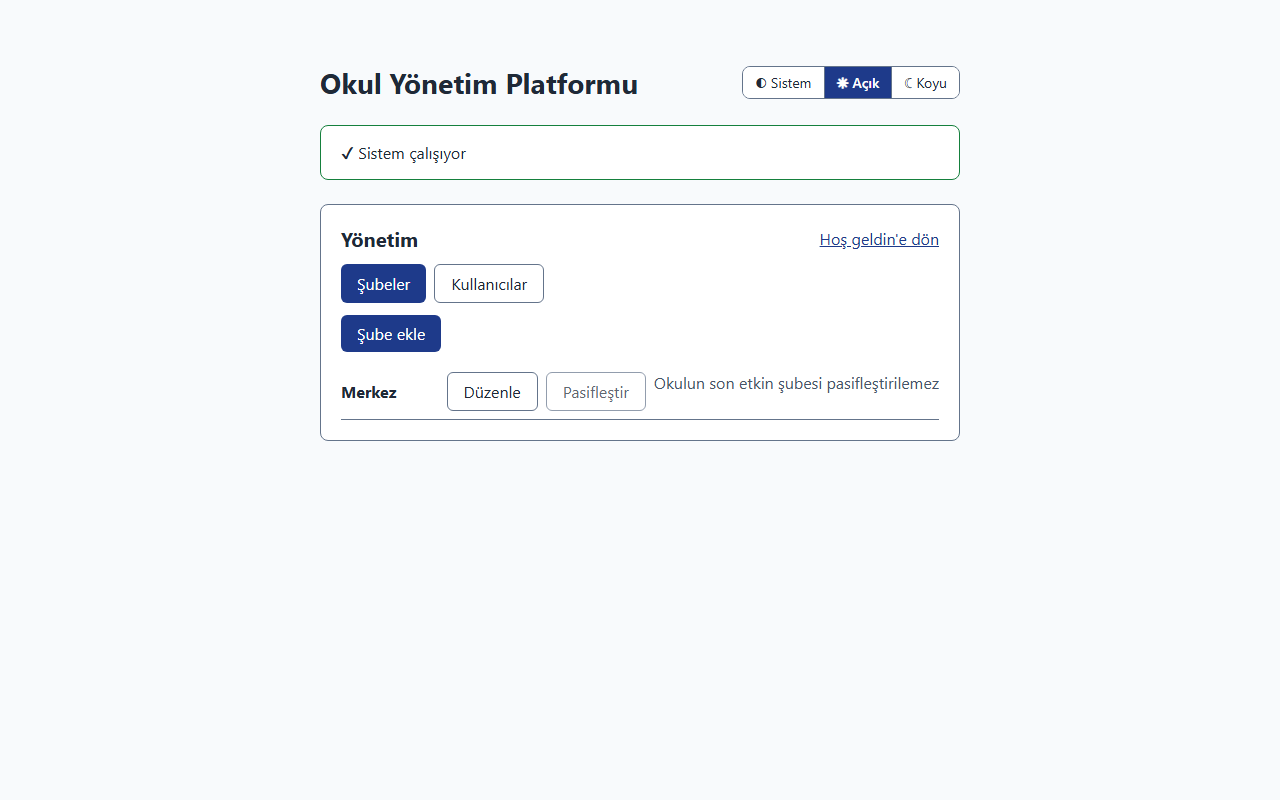 Okul Yönetim Platformu
◐ Sistem
❋ Açık
☾ Koyu
✓ Sistem çalışıyor
Yönetim
Hoş geldin'e dön
Şubeler
Kullanıcılar
Şube ekle
Merkez
Düzenle
Pasifleştir
Okulun son etkin şubesi pasifleştirilemez